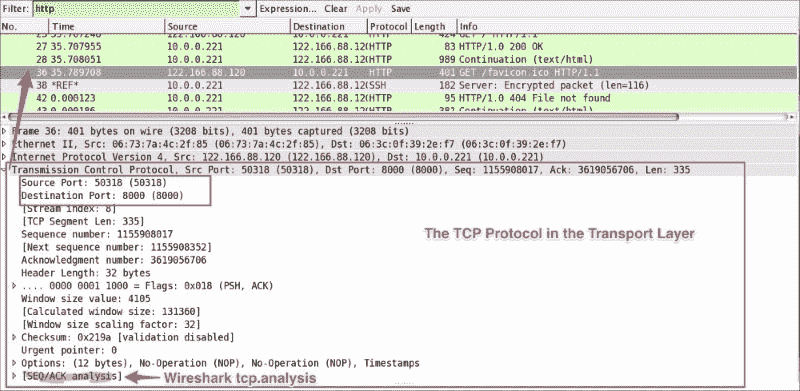 Filter: http Expression... Clear Apply Save
No. Time Source Destination Protocol Length Info
27 35.707955 10.0.0.221 122.166.88.12( HTTP 83 HTTP/1.0 200 OK
28 35.708051 10.0.0.221 122.166.88.12( HTTP 989 Continuation (text/html)
36 35.789708 122.166.88.120 10.0.0.221 HTTP 401 GET /favicon.ico HTTP/1.1
38 *REF* 10.0.0.221 122.166.88.12( SSH 182 Server: Encrypted packet (len=116)
42 0.000123 10.0.0.221 122.166.88.12( HTTP 95 HTTP/1.0 404 File not found
Frame 36: 401 bytes on wire (3208 bits), 401 bytes captured (3208 bits)
Ethernet II, Src: 06:73:7a:4c:2f:85 (06:73:7a:4c:2f:85), Dst: 06:3c:0f:39:2e:f7 (06:3c:0f:39:2e:f7)
Internet Protocol Version 4, Src: 122.166.88.120 (122.166.88.120), Dst: 10.0.0.221 (10.0.0.221)
Transmission Control Protocol, Src Port: 50318 (50318), Dst Port: 8000 (8000), Seq: 1155908017, Ack: 3619056706, Len: 335
Source Port: 50318 (50318)
Destination Port: 8000 (8000)
[Stream index: 8]
[TCP Segment Len: 335]
Sequence number: 1155908017
The TCP Protocol in the Transport Layer
[Next sequence number: 1155908352]
Acknowledgment number: 3619056706
Header Length: 32 bytes
.... 0000 0001 1000 = Flags: 0x018 (PSH, ACK)
Window size value: 4105
[Calculated window size: 131360]
[Window size scaling factor: 32]
Checksum: 0x219a [validation disabled]
Urgent pointer: 0
Options: (12 bytes), No-Operation (NOP), No-Operation (NOP), Timestamps
[SEQ/ACK analysis] Wireshark tcp.analysis